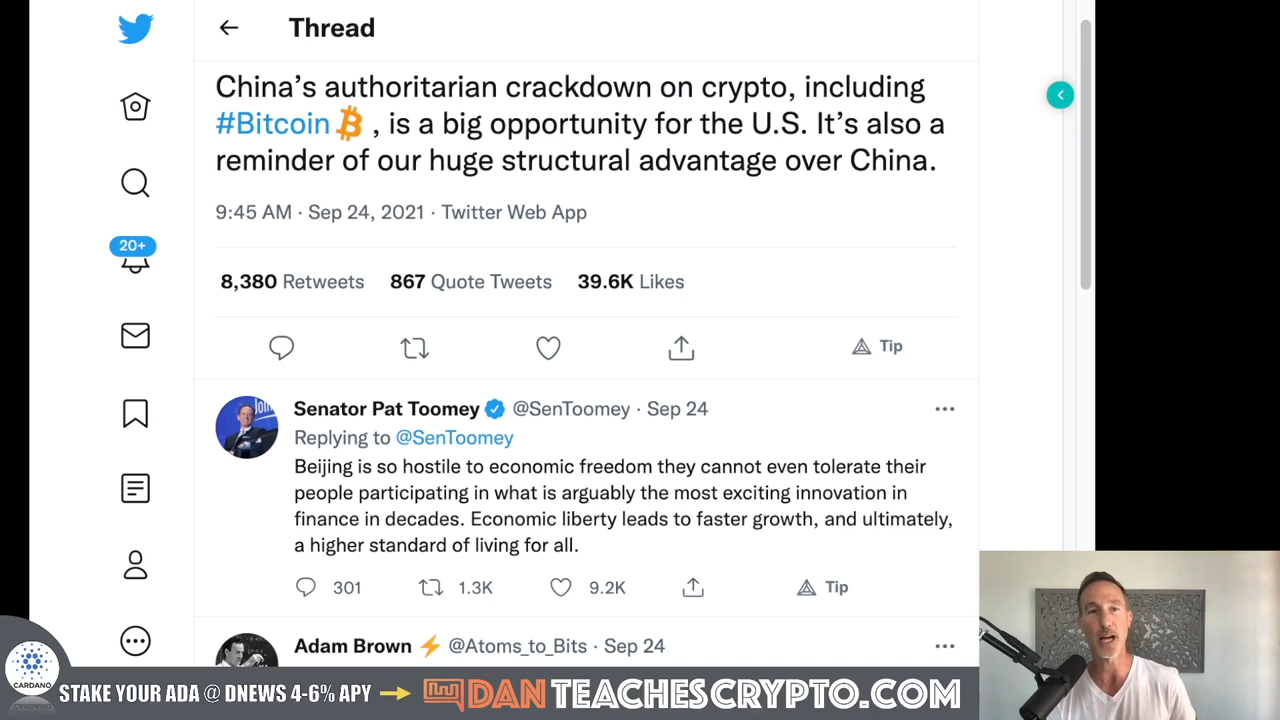 Thread
China’s authoritarian crackdown on crypto, including
#Bitcoin , is a big opportunity for the U.S. It’s also a
reminder of our huge structural advantage over China.
9:45 AM · Sep 24, 2021 · Twitter Web App
20+
8,380 Retweets 867 Quote Tweets 39.6K Likes
Tip
Senator Pat Toomey @SenToomey · Sep 24
Replying to @SenToomey
Beijing is so hostile to economic freedom they cannot even tolerate their
people participating in what is arguably the most exciting innovation in
finance in decades. Economic liberty leads to faster growth, and ultimately,
a higher standard of living for all.
301 1.3K 9.2K Tip
Adam Brown ⚡ @Atoms_to_Bits · Sep 24
CARDANO
STAKE YOUR ADA @ DNEWS 4-6% APY
DANTEACHESCRYPTO.COM